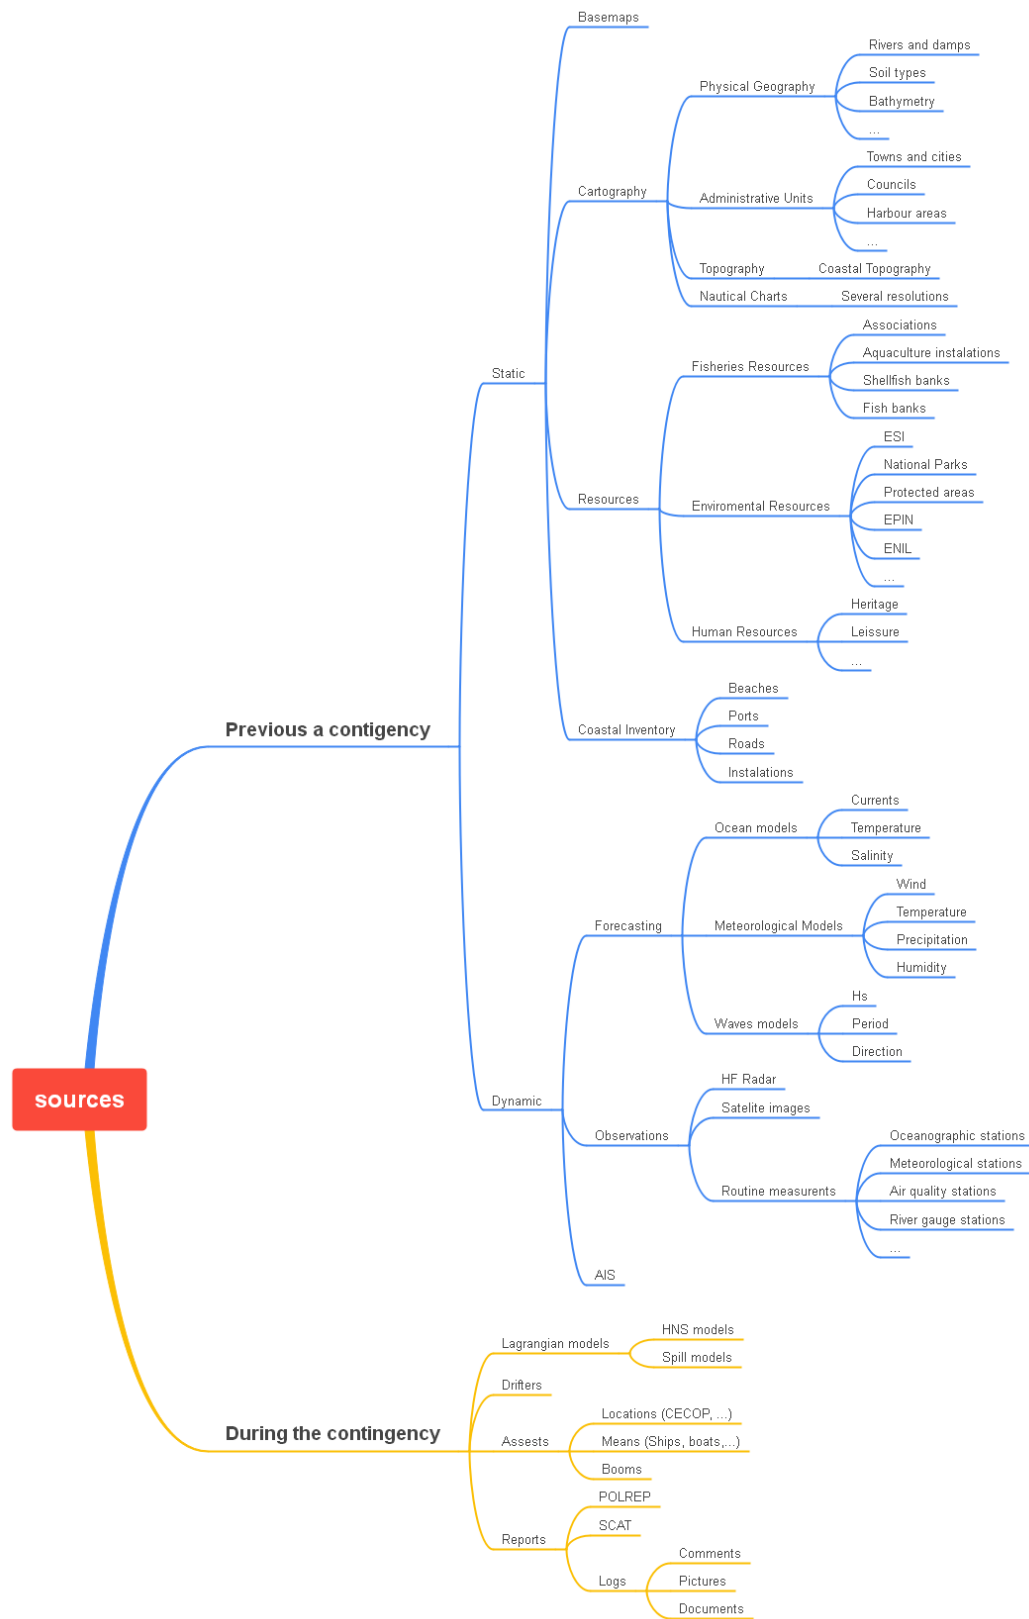 Basemaps
Rivers and damps
Soil types
Physical Geography
Bathymetry
...
Towns and cities
Councils
Cartography
Administrative Units
Harbour areas
...
Topography
Coastal Topography
Nautical Charts
Several resolutions
Associations
Aquaculture instalations
Fisheries Resources
Static
Shellfish banks
Fish banks
ESI
National Parks
Protected areas
Resources
Enviromental Resources
EPIN
ENIL
...
Heritage
Human Resources
Leissure
...
Beaches
Ports
Previous a contigency
Coastal Inventory
Roads
Instalations
Currents
Ocean models
Temperature
Salinity
Wind
Temperature
Forecasting
Meteorological Models
Precipitation
Humidity
Hs
Waves models
Period
Direction
HF Radar
sources
Dynamic
Satelite images
Observations
Oceanographic stations
Meteorological stations
Routine measurents
Air quality stations
River gauge stations
...
AIS
HNS models
Lagrangian models
Spill models
Drifters
Locations (CECOP, ...)
During the contingency
Assests
Means (Ships, boats,...)
Booms
POLREP
SCAT
Reports
Comments
Logs
Pictures
Documents